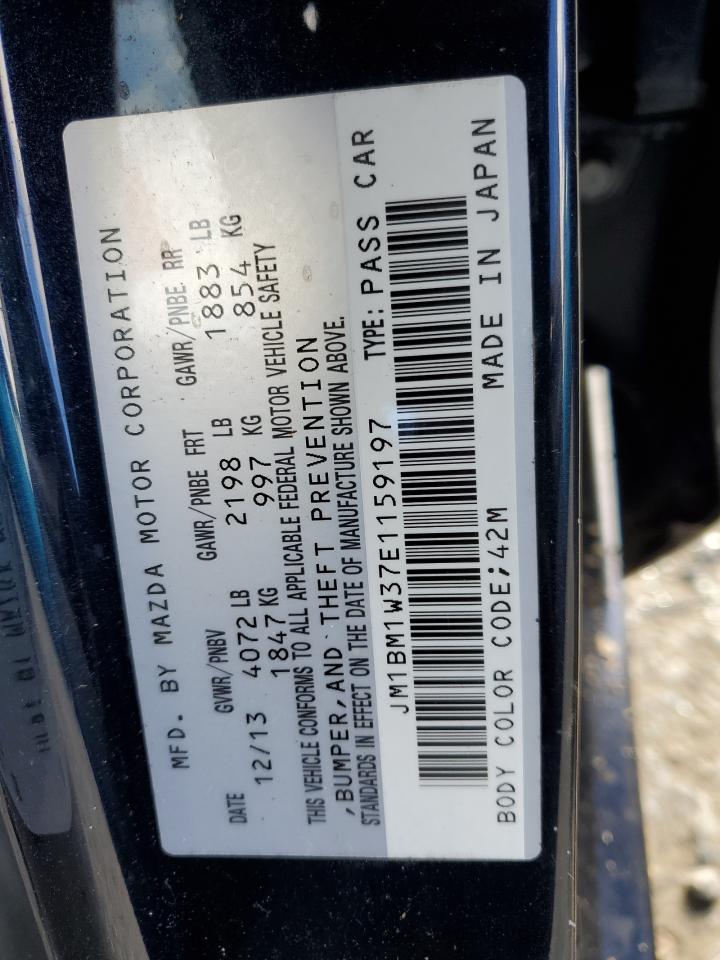 MFD. BY MAZDA MOTOR CORPORATION
DATE GVWR/PNBV GAWR/PNBE FRT GAWR/PNBE RR
12/13 4072 LB 2198 LB 1883 LB
1847 KG 997 KG 854 KG
THIS VEHICLE CONFORMS TO ALL APPLICABLE FEDERAL MOTOR VEHICLE SAFETY
,BUMPER,AND THEFT PREVENTION
STANDARDS IN EFFECT ON THE DATE OF MANUFACTURE SHOWN ABOVE.
JM1BM1W37E1159197 TYPE: PASS CAR
BODY COLOR CODE;42M MADE IN JAPAN